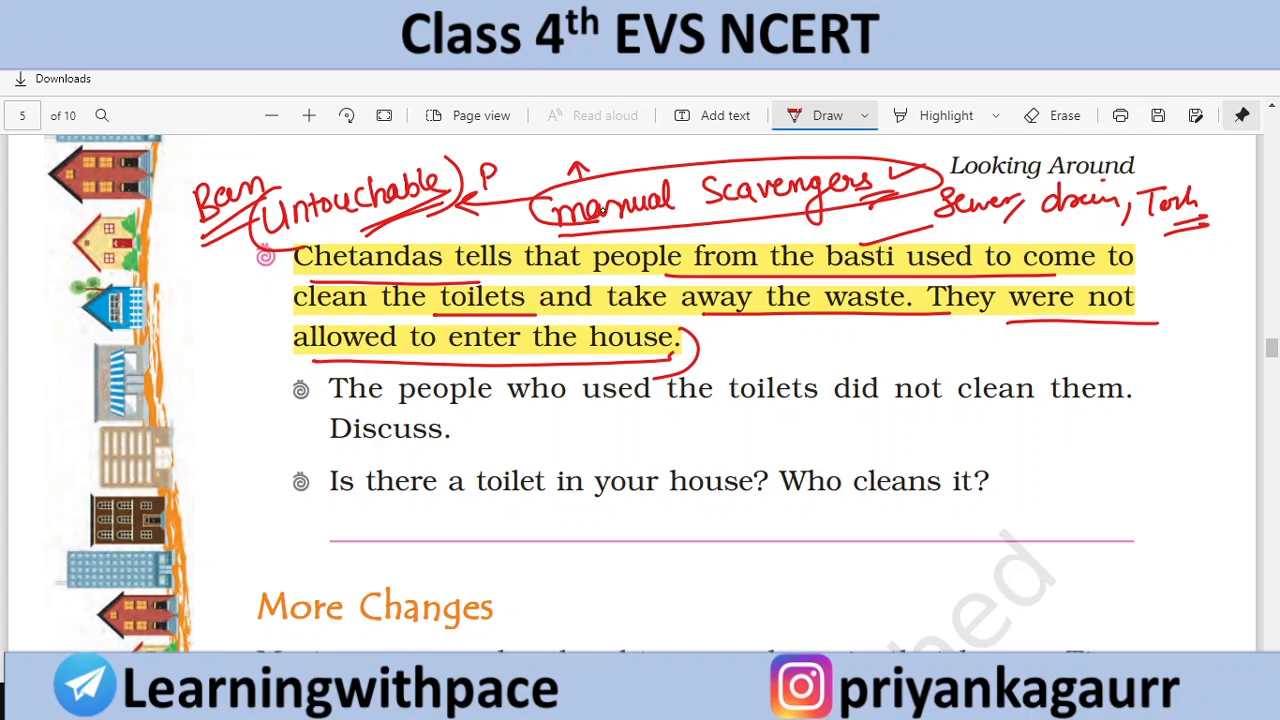 Class 4th EVS NCERT
Downloads
5 of 10 Page view Read aloud Add text Draw Highlight Erase
Looking Around
Ban (Untouchable) P manual Scavengers Sewer, drain,
Chetandas tells that people from the basti used to come to
clean the toilets and take away the waste. They were not
allowed to enter the house.
The people who used the toilets did not clean them.
Discuss.
Is there a toilet in your house? Who cleans it?
More Changes
hed
Learningwithpace priyankagaurr